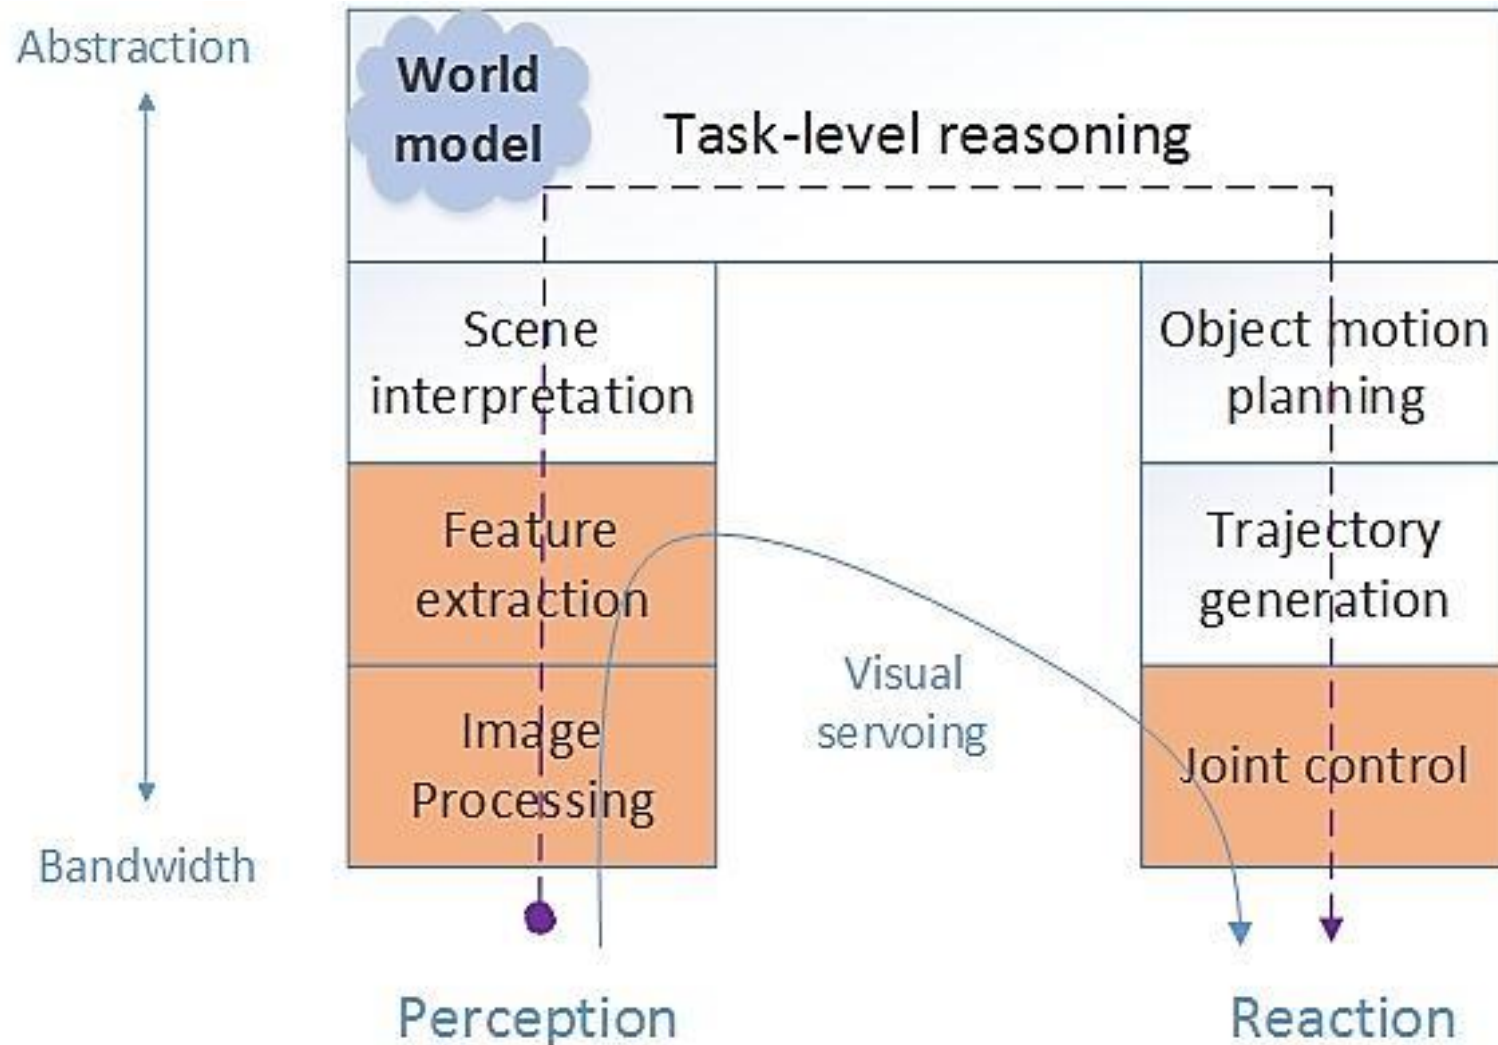 Abstraction
World
model
Task-level reasoning
Scene
interpretation
Object motion
planning
Feature
extraction
Trajectory
generation
Visual
servoing
Image
Processing
Joint control
Bandwidth
Perception
Reaction